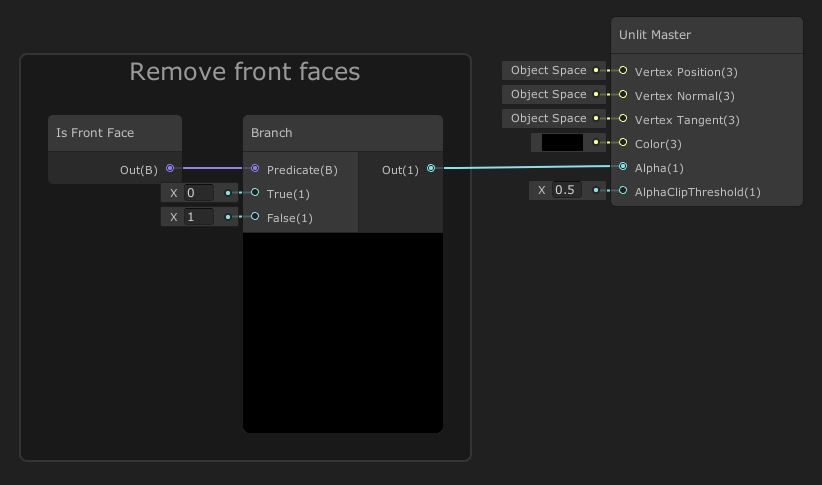 Unlit Master
Remove front faces
Object Space Vertex Position(3)
Object Space Vertex Normal(3)
Object Space Vertex Tangent(3)
Color(3)
Is Front Face
Branch
Out(B)
Predicate(B)
Out(1)
Alpha(1)
X 0 True(1)
X 0.5 AlphaClipThreshold(1)
X 1 False(1)